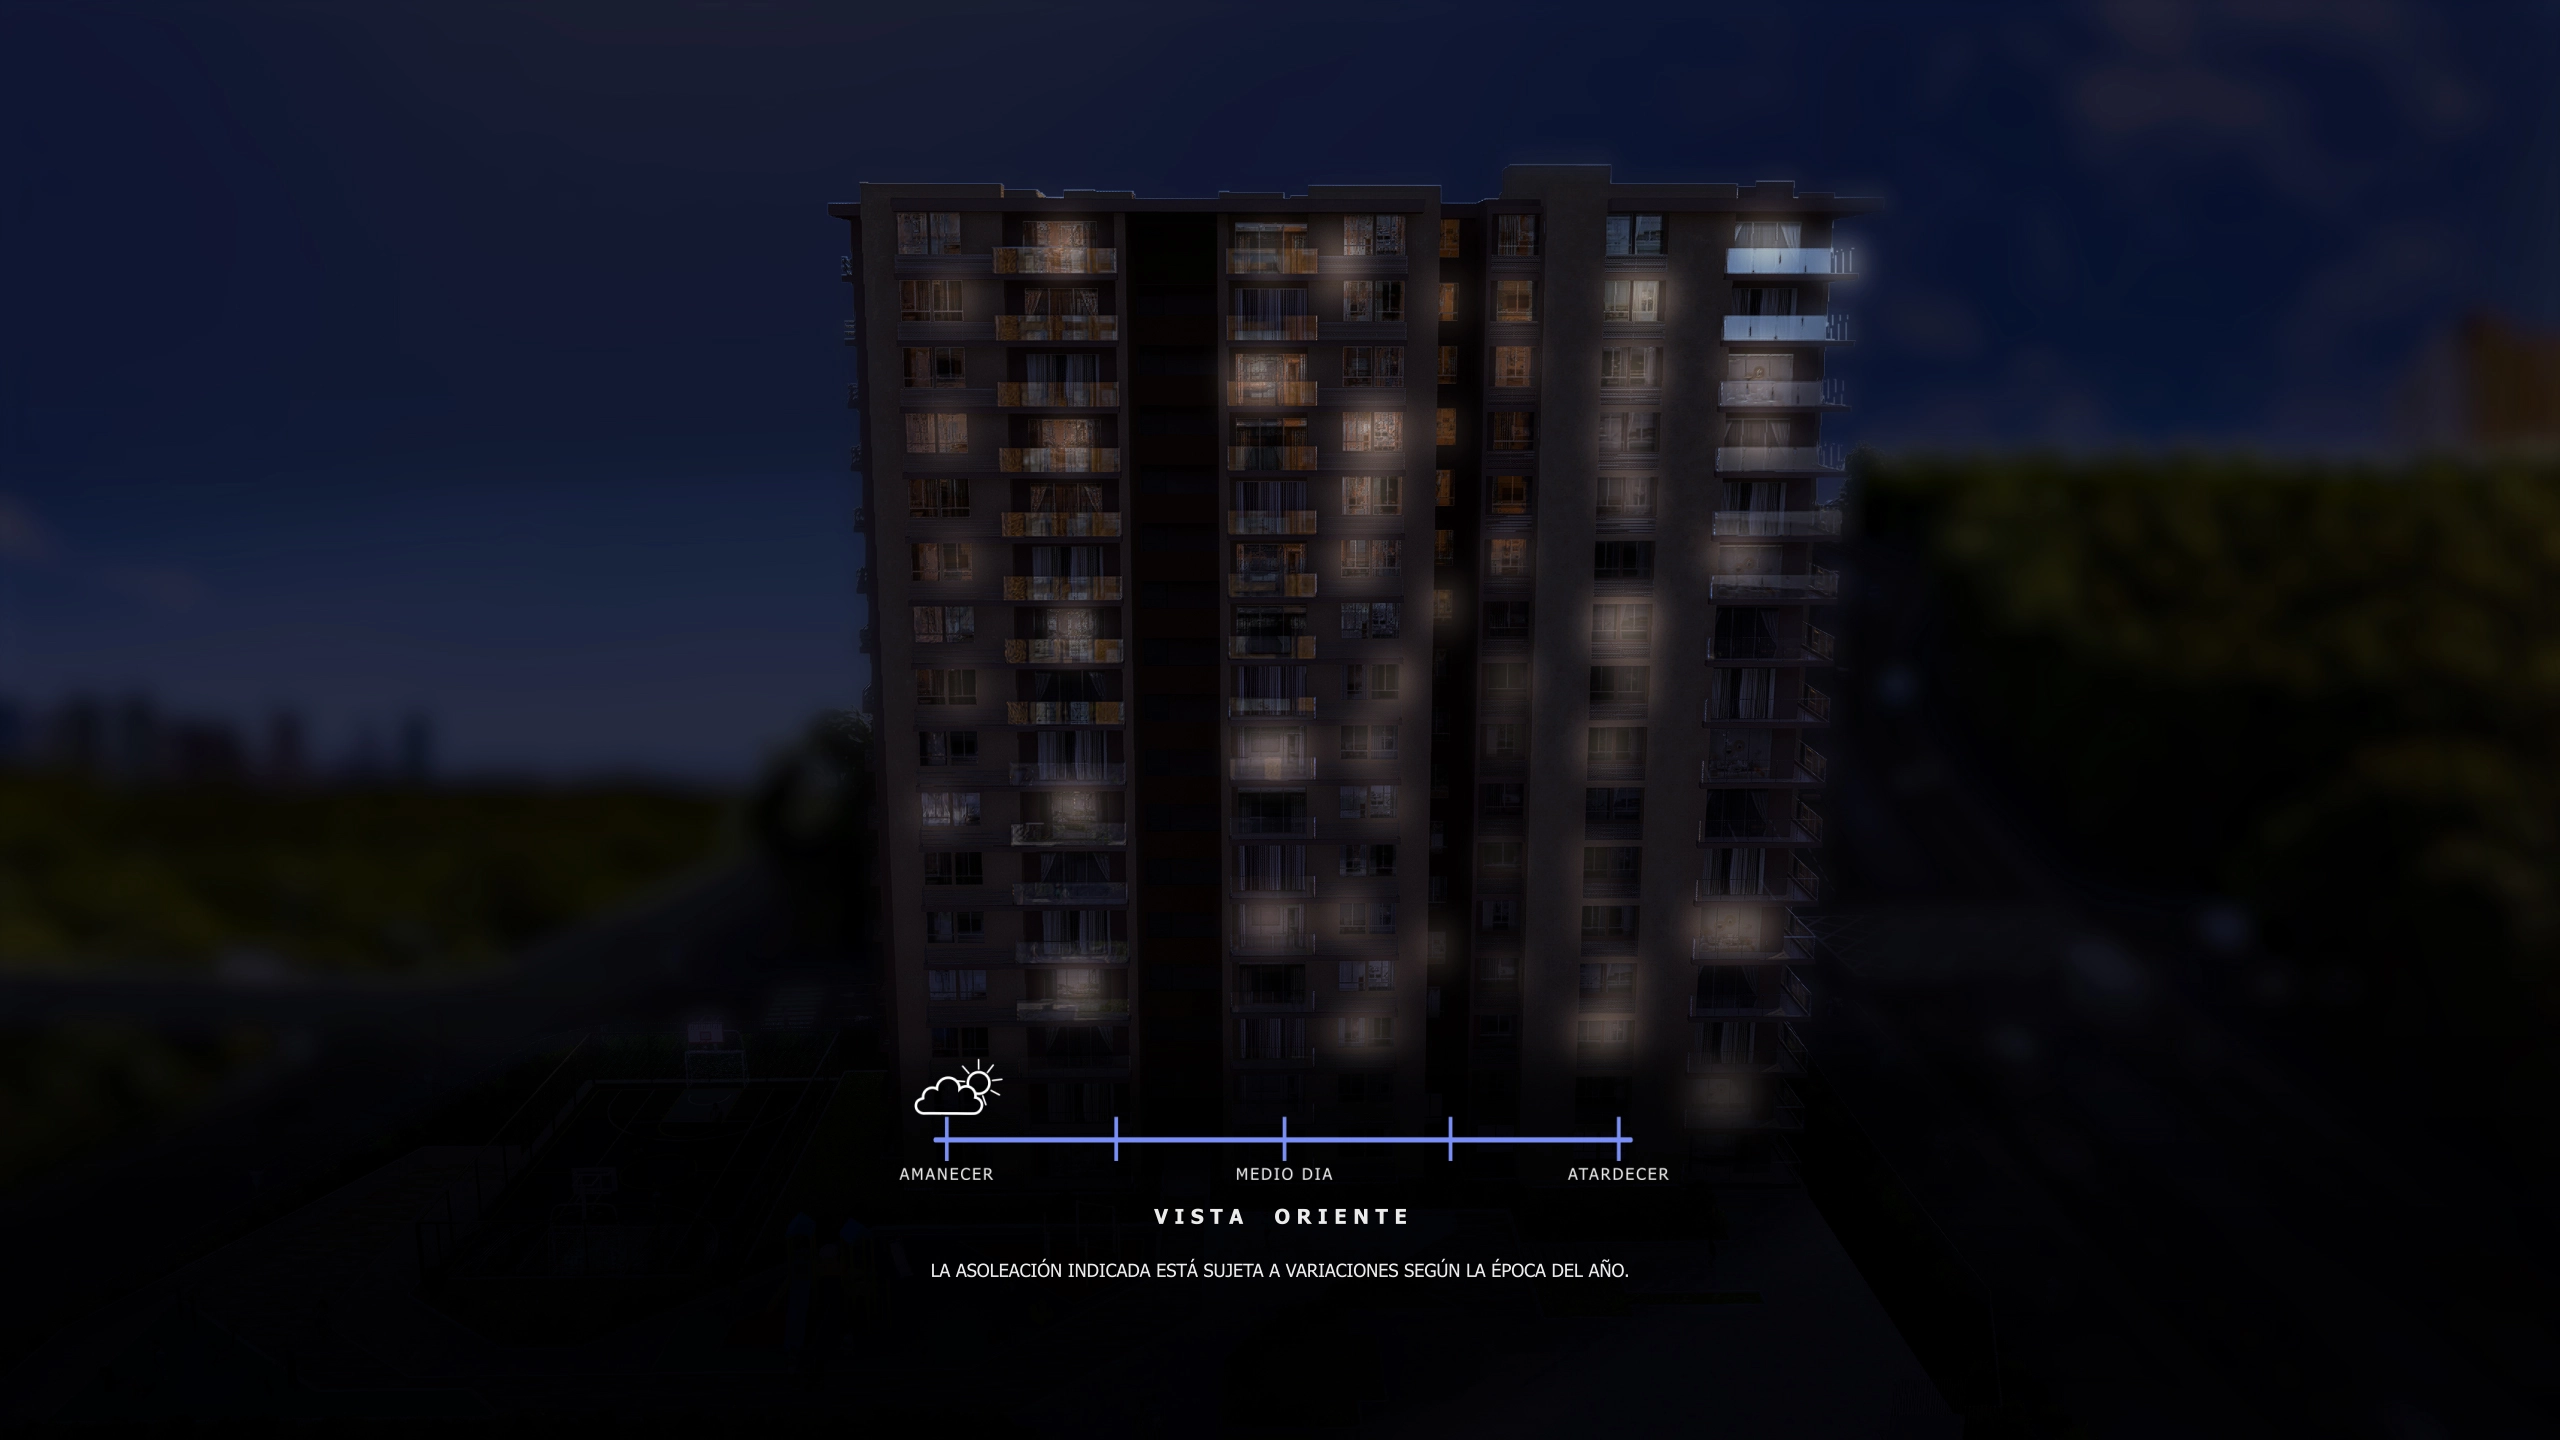 AMANECER MEDIO DIA ATARDECER
VISTA ORIENTE
LA ASOLEACIÓN INDICADA ESTÁ SUJETA A VARIACIONES SEGÚN LA ÉPOCA DEL AÑO.